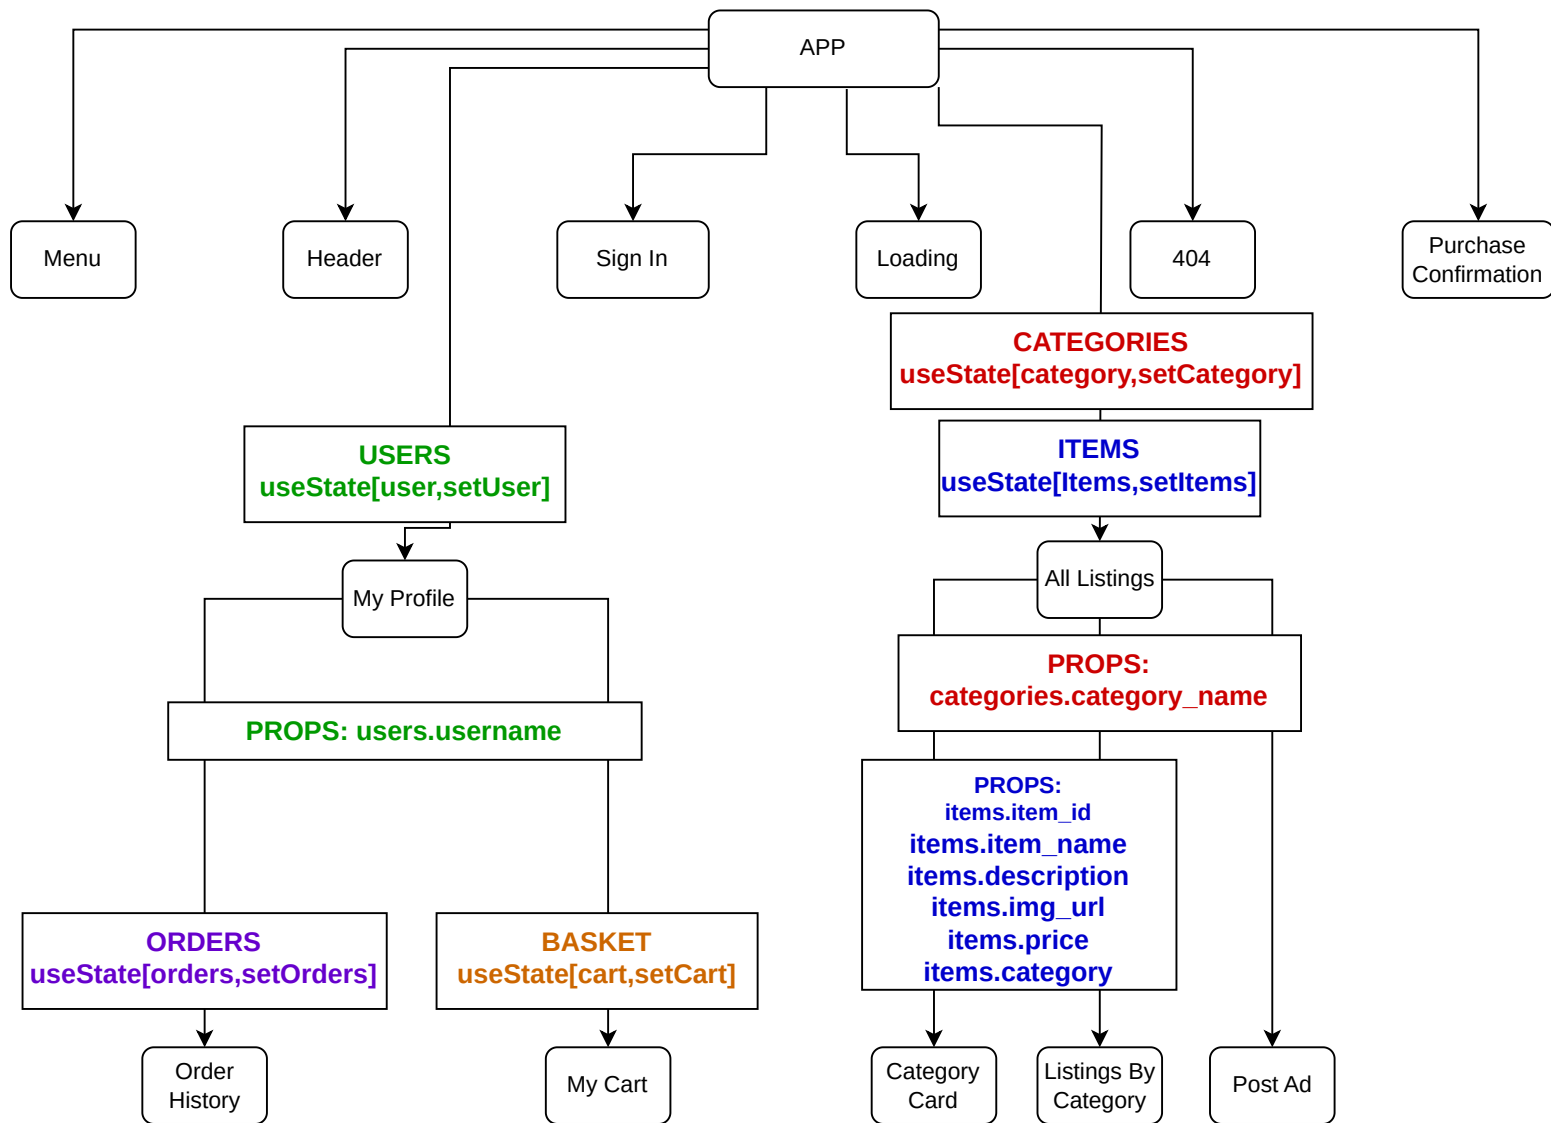 APP
Menu
Header
Sign In
Loading
404
Purchase
Confirmation
CATEGORIES
useState[category,setCategory]
USERS
useState[user,setUser]
ITEMS
useState[Items,setItems]
My Profile
All Listings
PROPS: users.username
PROPS:
categories.category_name
PROPS:
items.item_id
items.item_name
items.description
items.img_url
items.price
items.category
ORDERS
useState[orders,setOrders]
BASKET
useState[cart,setCart]
Order
History
My Cart
Category
Card
Listings By
Category
Post Ad